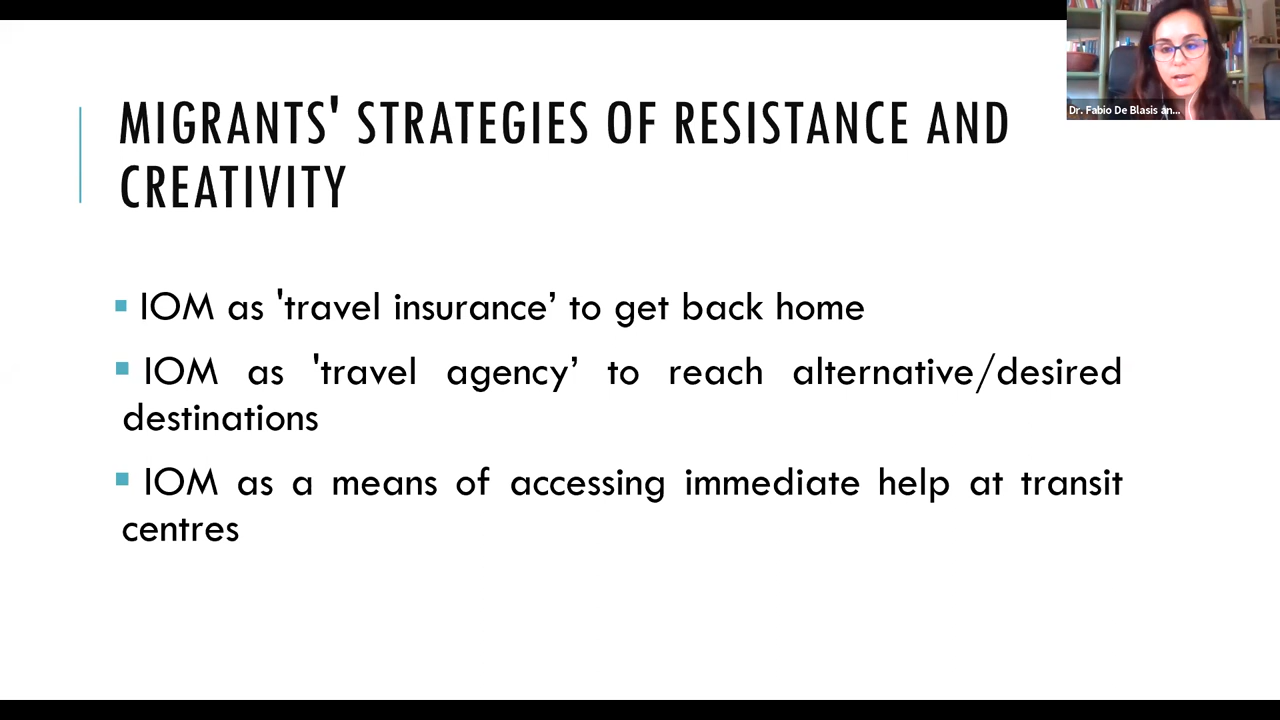 Dr. Fabio De Blasis an...
MIGRANTS' STRATEGIES OF RESISTANCE AND
CREATIVITY
▪ IOM as 'travel insurance’ to get back home
▪ IOM as 'travel agency’ to reach alternative/desired
destinations
▪ IOM as a means of accessing immediate help at transit
centres